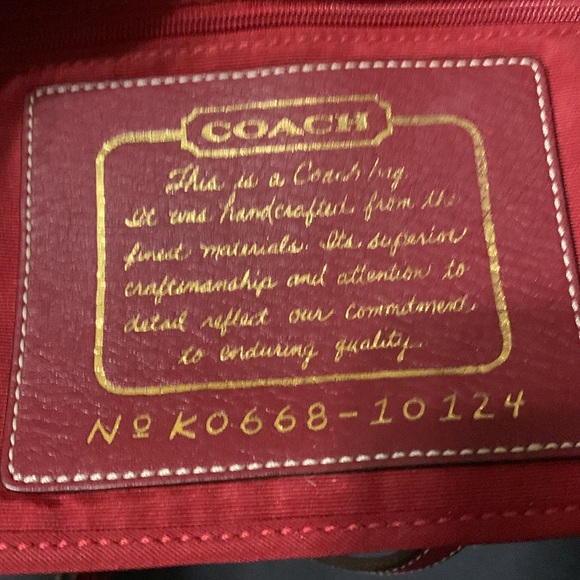 COACH
This is a Coach bag.
It was handcrafted from the
finest materials. Its superior
craftsmanship and attention to
detail reflect our commitment
to enduring quality.
Nº K0668-10124